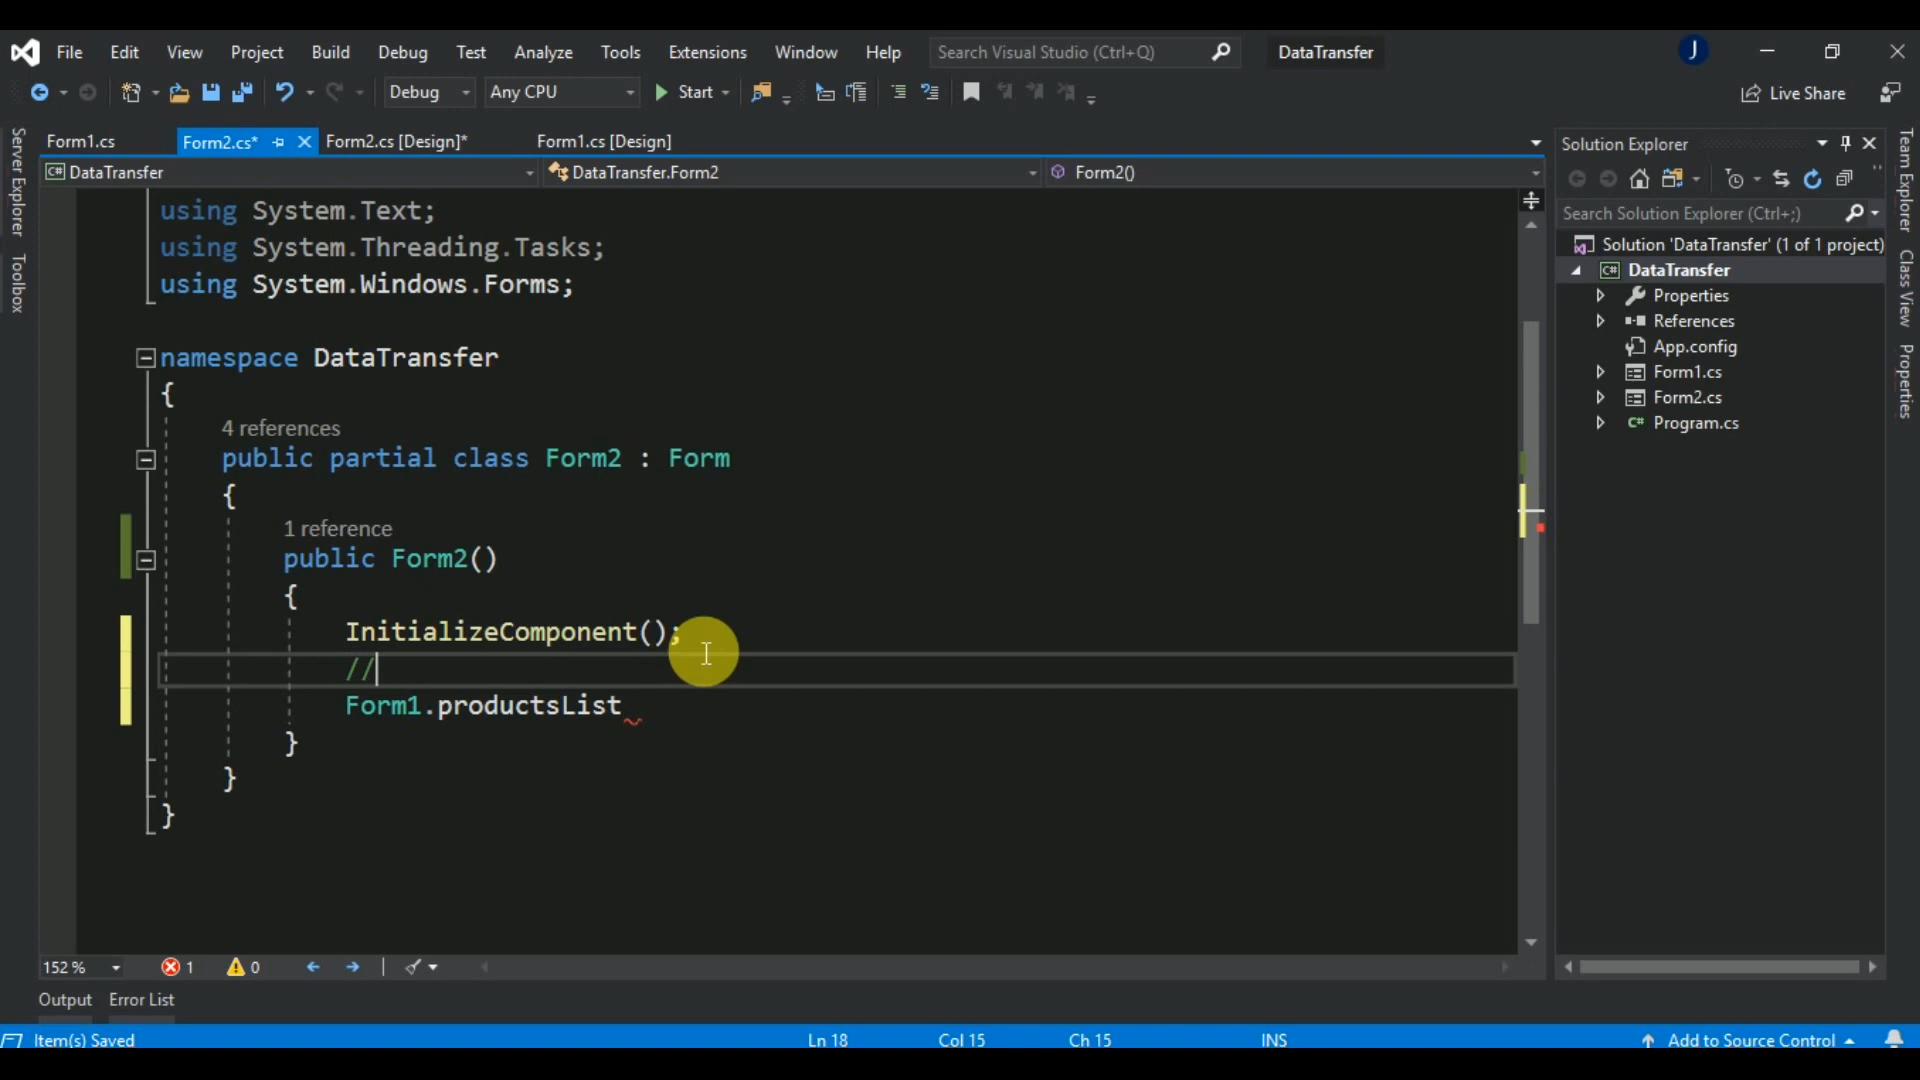 File Edit View Project Build Debug Test Analyze Tools Extensions Window Help Search Visual Studio (Ctrl+Q) DataTransfer J
Debug Any CPU Start Live Share
Form1.cs Form2.cs* Form2.cs [Design]* Form1.cs [Design]
C# DataTransfer DataTransfer.Form2 Form2()
Server Explorer
Toolbox
using System.Text;
using System.Threading.Tasks;
using System.Windows.Forms;
namespace DataTransfer
{
4 references
public partial class Form2 : Form
{
1 reference
public Form2()
{
InitializeComponent();
//
Form1.productsList
}
}
}
152 % 1 0
Output Error List
Solution Explorer
Search Solution Explorer (Ctrl+;)
Solution 'DataTransfer' (1 of 1 project)
C# DataTransfer
Properties
References
App.config
Form1.cs
Form2.cs
C# Program.cs
Team Explorer
Class View
Properties
Item(s) Saved Ln 18 Col 15 Ch 15 INS Add to Source Control